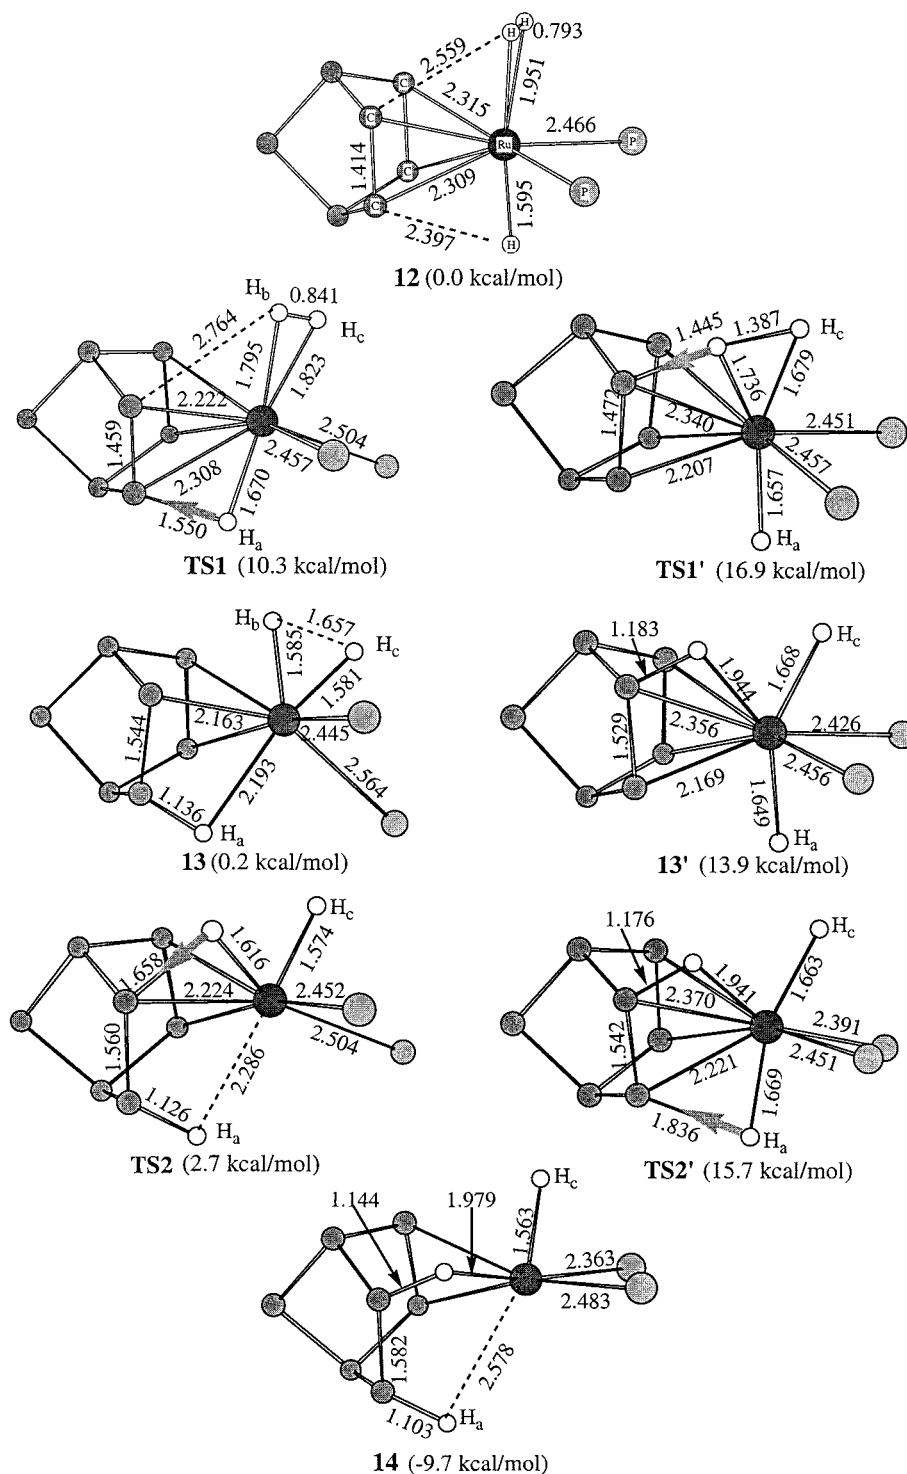 H H 0.793
2.559
C
2.315
1.951
C
Ru
2.466
P
1.414
C
2.309
P
C
1.595
2.397
H
12 (0.0 kcal/mol)
Hb 0.841
Hc
2.764
1.795
1.823
2.222
1.459
2.504
2.457
2.308
1.670
1.550
Ha
TS1 (10.3 kcal/mol)
1.445 1.387 Hc
1.736
1.679
1.472
2.340
2.451
2.457
2.207
1.657
Ha
TS1' (16.9 kcal/mol)
Hb 1.657
Hc
1.585
1.581
2.163
1.544
2.445
2.193
2.564
1.136
Ha
13 (0.2 kcal/mol)
1.183
Hc
1.944
1.668
2.356
2.426
1.529
2.456
2.169
1.649
Ha
13' (13.9 kcal/mol)
Hc
1.616
1.574
1.658
2.224 2.452
2.504
1.560
2.286
1.126
Ha
TS2 (2.7 kcal/mol)
1.176
Hc
1.941
1.663
2.370
2.391
1.542
2.451
2.221
1.669
1.836
Ha
TS2' (15.7 kcal/mol)
1.144 1.979
Hc
1.563
2.363
2.483
1.582
2.578
1.103
Ha
14 (-9.7 kcal/mol)